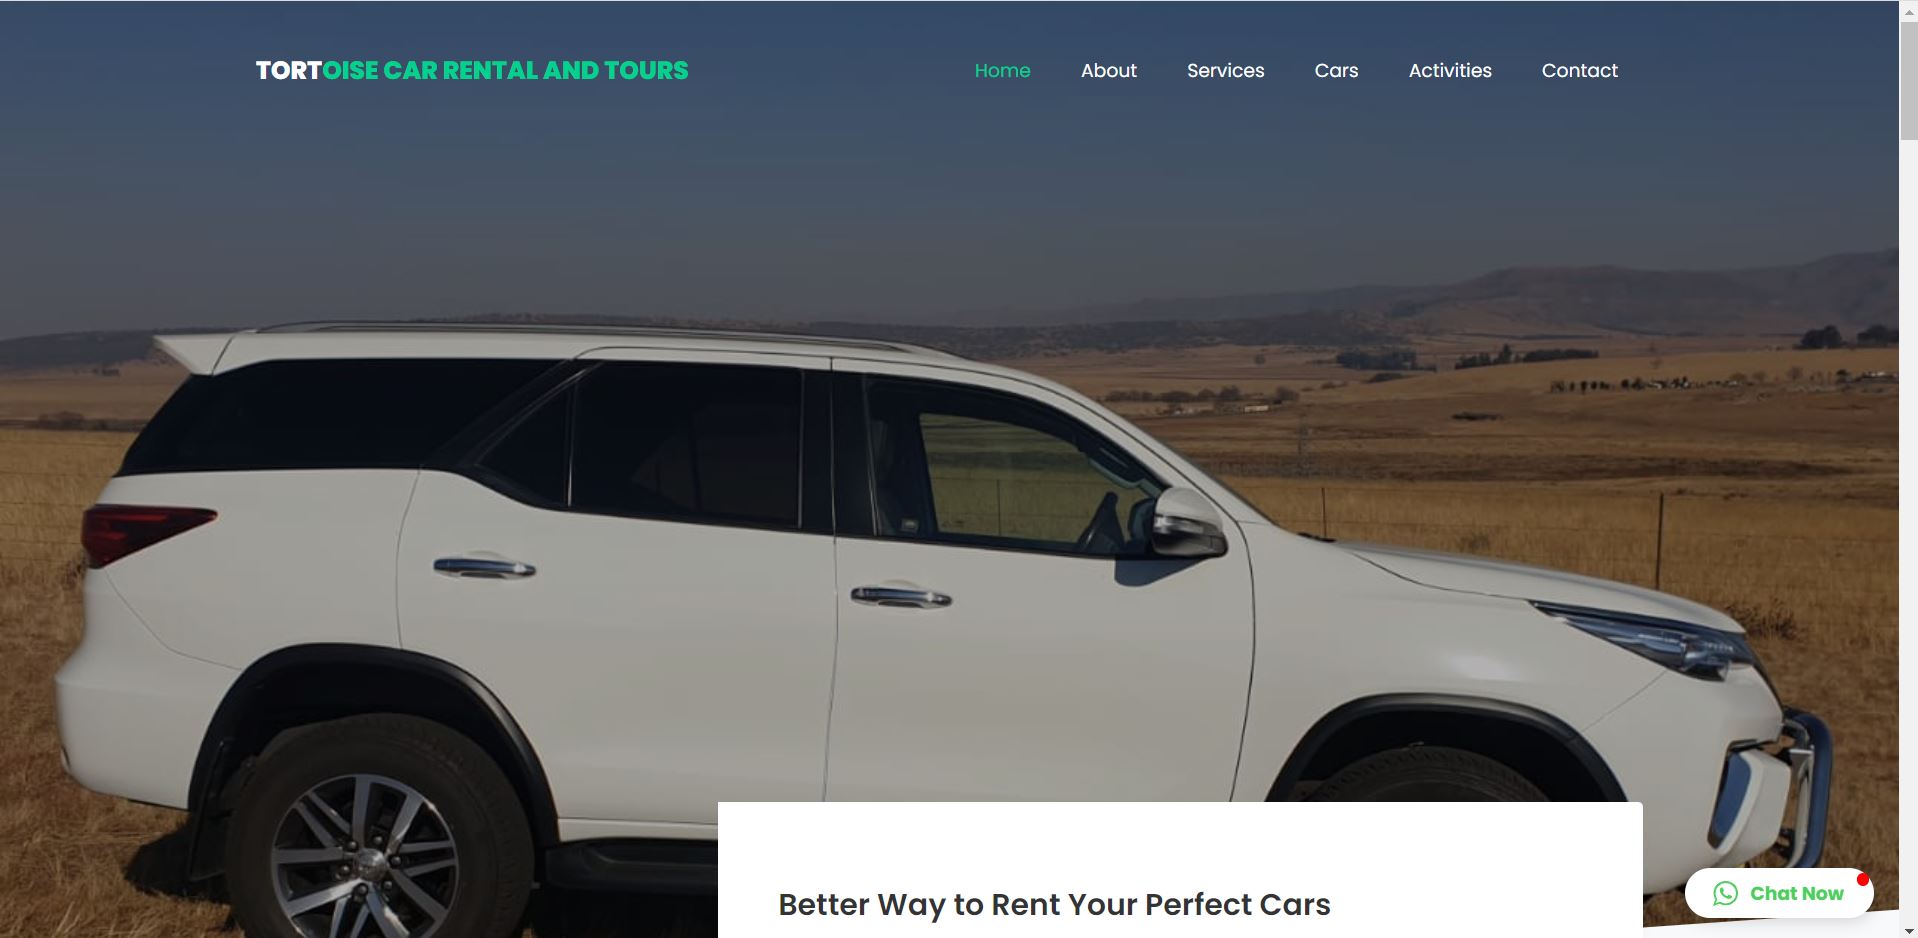 TORTOISE CAR RENTAL AND TOURS
Home About Services Cars Activities Contact
Better Way to Rent Your Perfect Cars
Chat Now